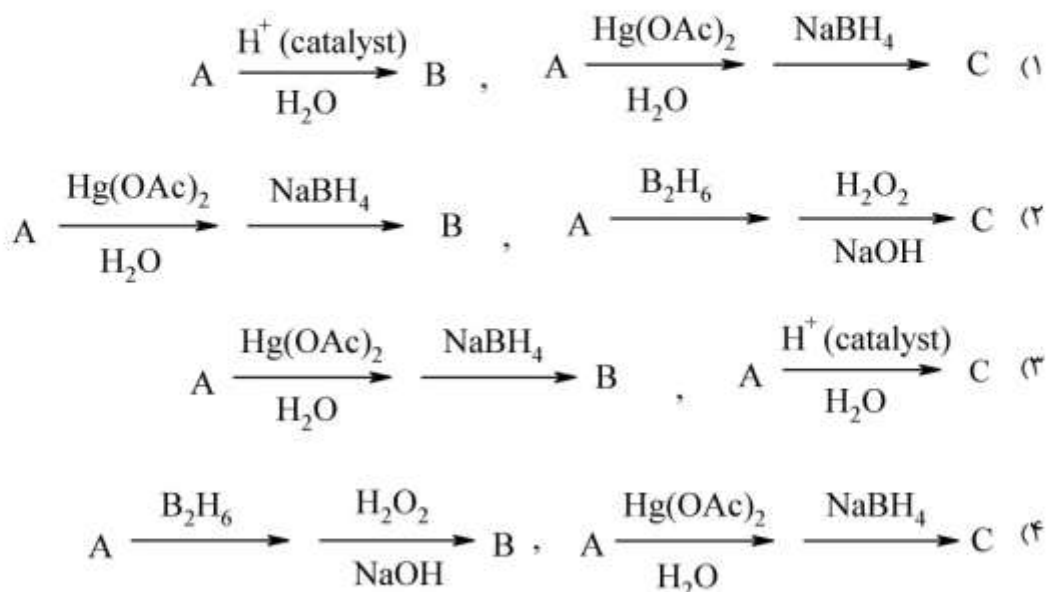 A H⁺ (catalyst) H₂O B , A Hg(OAc)₂ H₂O NaBH₄ C (۱
A Hg(OAc)₂ H₂O NaBH₄ B , A B₂H₆ H₂O₂ NaOH C (۲
A Hg(OAc)₂ H₂O NaBH₄ B , A H⁺ (catalyst) H₂O C (۳
A B₂H₆ H₂O₂ NaOH B , A Hg(OAc)₂ H₂O NaBH₄ C (۴